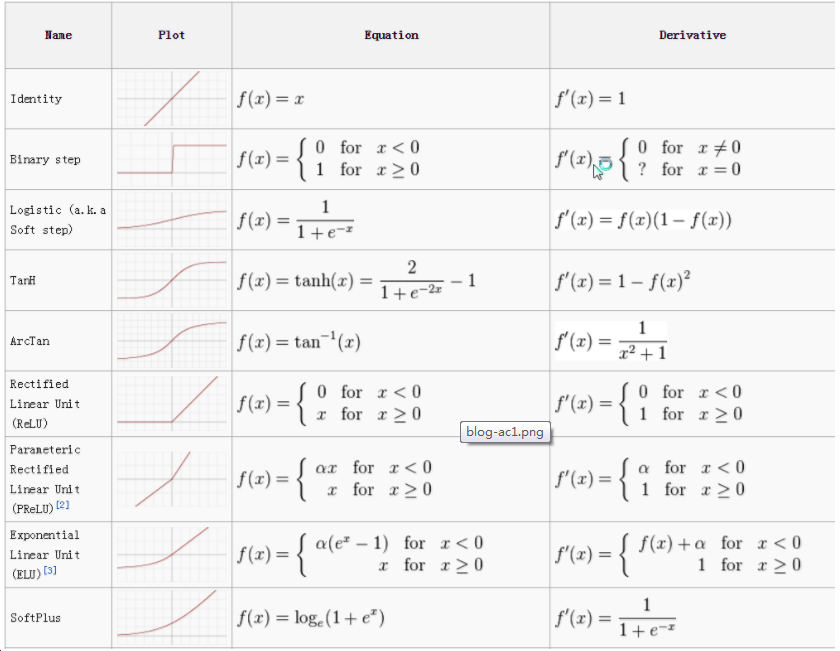 Name Plot Equation Derivative
Identity f(x) = x f′(x) = 1
Binary step f(x) = { 0 for x < 0 f′(x) = { 0 for x ≠ 0
1 for x ≥ 0 ? for x = 0
Logistic (a.k.a
Soft step) f(x) = 1 / (1 + e^{-x}) f′(x) = f(x)(1 − f(x))
TanH f(x) = tanh(x) = 2 / (1 + e^{-2x}) − 1 f′(x) = 1 − f(x)²
ArcTan f(x) = tan⁻¹(x) f′(x) = 1 / (x² + 1)
Rectified
Linear Unit
(ReLU)
f(x) = { 0 for x < 0 f′(x) = { 0 for x < 0
x for x ≥ 0 1 for x ≥ 0
blog-ac1.png
Parameteric
Rectified
Linear Unit
(PReLU)[2]
f(x) = { αx for x < 0 f′(x) = { α for x < 0
x for x ≥ 0 1 for x ≥ 0
Exponential
Linear Unit
(ELU)[3]
f(x) = { α(e^x − 1) for x < 0 f′(x) = { f(x) + α for x < 0
x for x ≥ 0 1 for x ≥ 0
SoftPlus f(x) = log_e(1 + e^x) f′(x) = 1 / (1 + e^{-x})